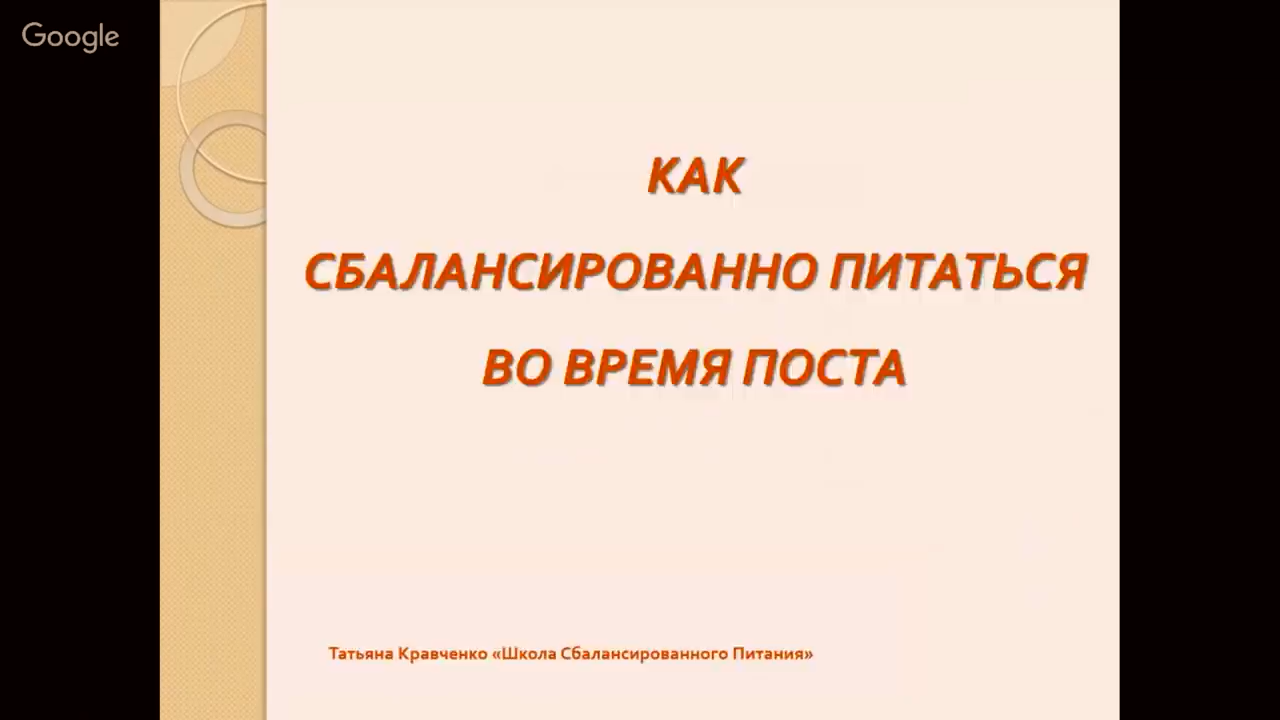 Google
КАК
СБАЛАНСИРОВАННО ПИТАТЬСЯ
ВО ВРЕМЯ ПОСТА
Татьяна Кравченко «Школа Сбалансированного Питания»